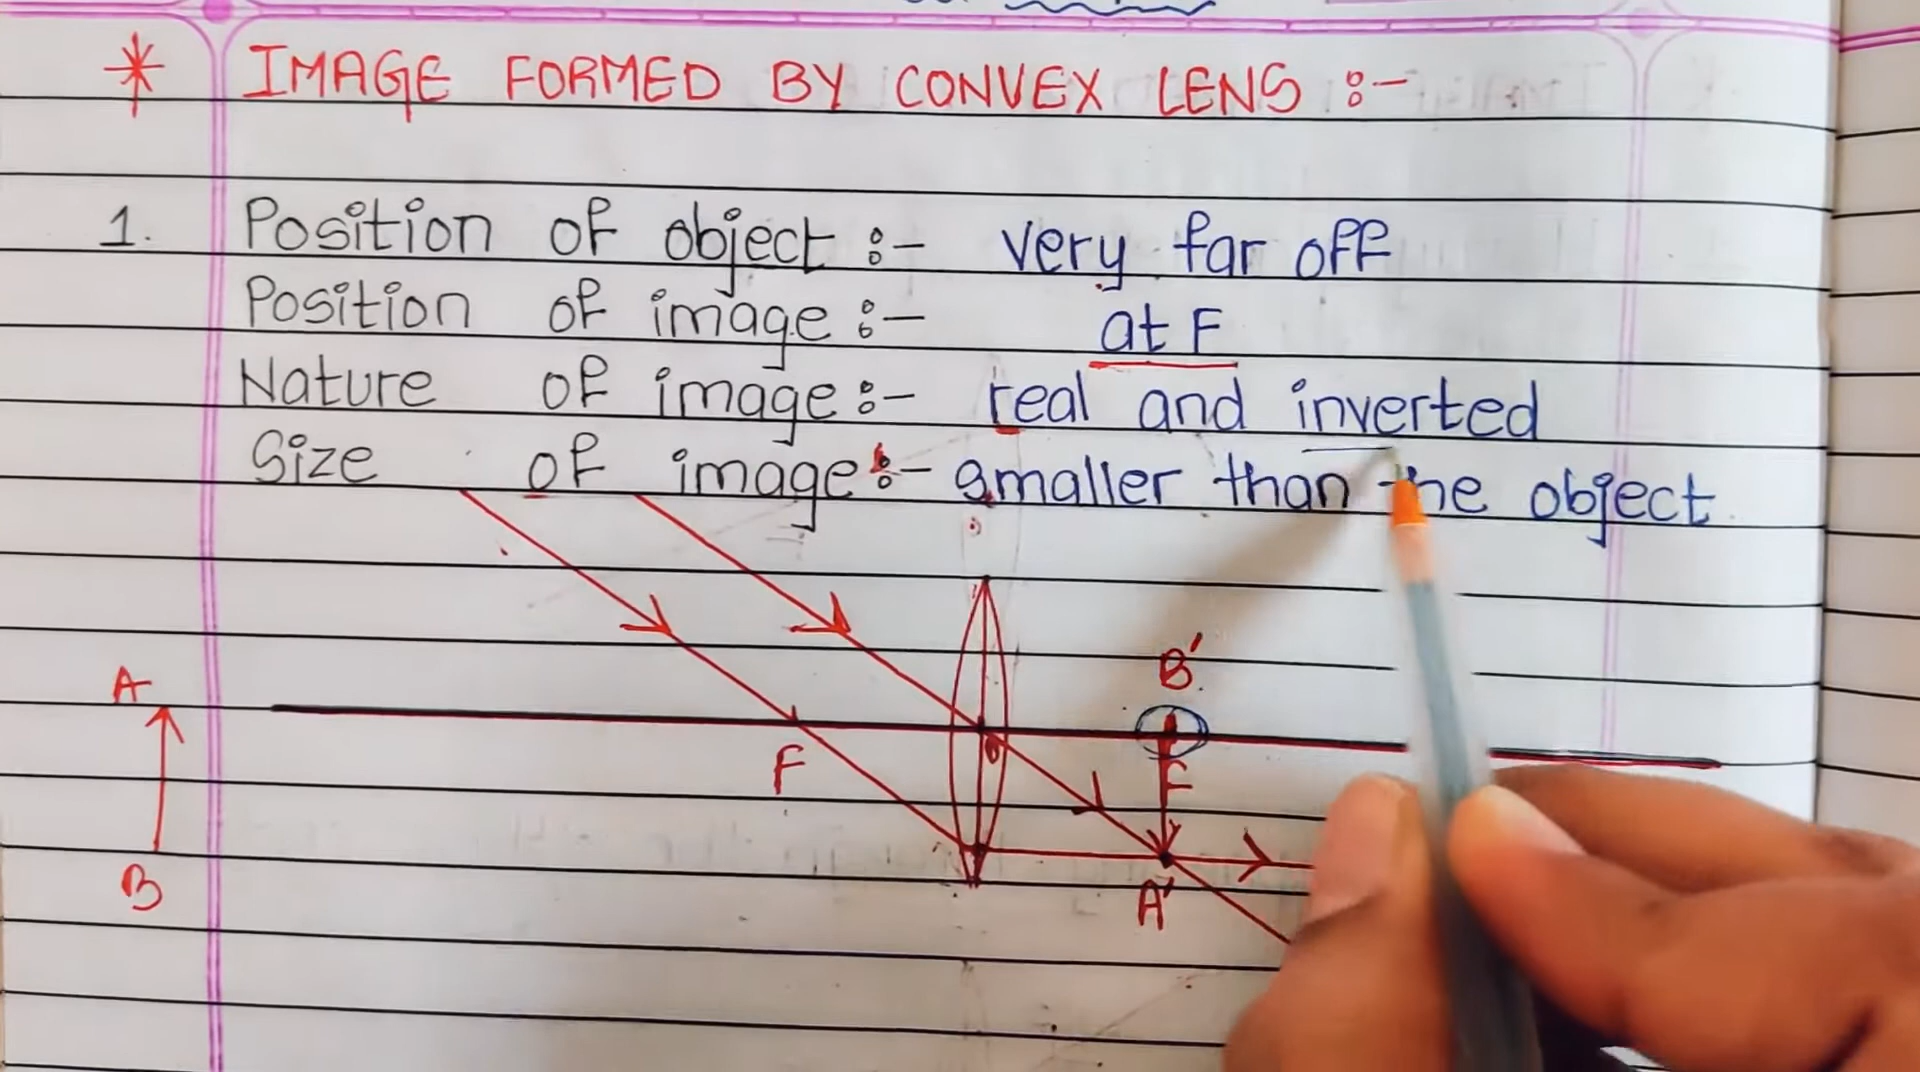 * IMAGE FORMED BY CONVEX LENS :-
1. Position of object :- very far off
Position of image :- at F
Nature of image :- real and inverted
Size of image :- smaller than the object
B'
A
F
O
F
B
A'